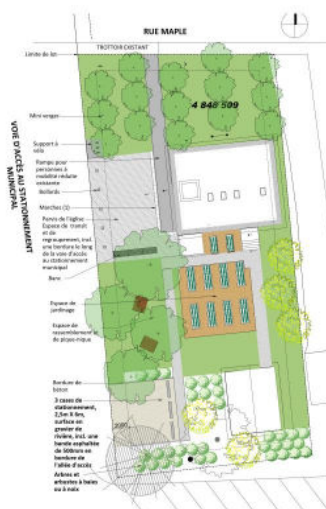 RUE MAPLE
TROTTOIR EXISTANT
Limite de lot
4 846 509
Mini-verger
Support à
vélo
Rampe pour
personnes à
mobilité réduite
existante
Bollards
Marches (3)
Parvis de l'église
Espace de transit
et de
regroupement, incl.
une bordure le long
de la voie d'accès
au stationnement
municipal
Banc
VOIE D'ACCÈS AU STATIONNEMENT
MUNICIPAL
Espace de
jardinage
Espace de
rassemblement et
de pique-nique
Bordure de
béton
3 cases de
stationnement,
2,5m X 6m,
surface en
gravier de
rivière, incl. une
bande asphaltée
de 500mm en
bordure de
l'allée d'accès
Arbres et
arbustes à baies
ou à noix